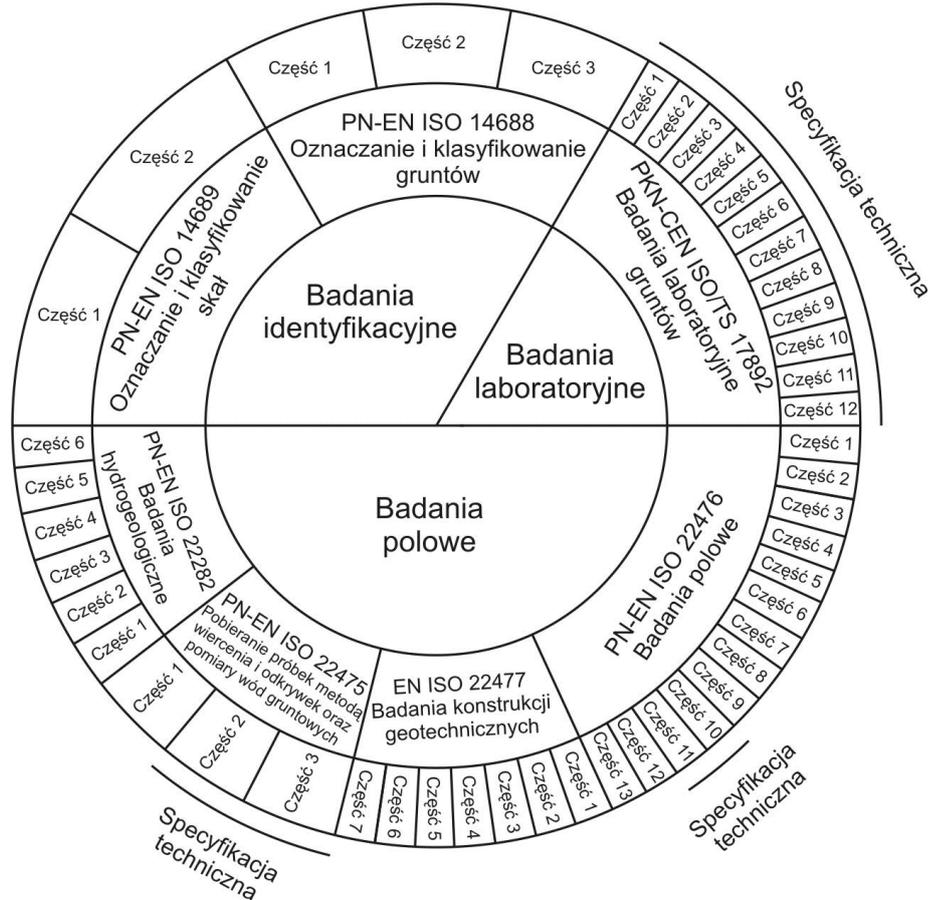 Badania
identyfikacyjne
Badania
laboratoryjne
Badania
polowe
PN-EN ISO 14689
Oznaczanie i klasyfikowanie
skał
Część 1
Część 2
PN-EN ISO 14688
Oznaczanie i klasyfikowanie
gruntów
Część 1
Część 2
Część 3
PKN-CEN ISO/TS 17892
Badania laboratoryjne
gruntów
Część 1
Część 2
Część 3
Część 4
Część 5
Część 6
Część 7
Część 8
Część 9
Część 10
Część 11
Część 12
Specyfikacja techniczna
PN-EN ISO 22476
Badania polowe
Część 1
Część 2
Część 3
Część 4
Część 5
Część 6
Część 7
Część 8
Część 9
Część 10
Część 11
Część 12
Część 13
Specyfikacja
techniczna
EN ISO 22477
Badania konstrukcji
geotechnicznych
Część 1
Część 2
Część 3
Część 4
Część 5
Część 6
Część 7
PN-EN ISO 22475
Pobieranie próbek metodą
wiercenia i odkrywek oraz
pomiary wód gruntowych
Część 1
Część 2
Część 3
Specyfikacja
techniczna
PN-EN ISO 22282
Badania
hydrogeologiczne
Część 1
Część 2
Część 3
Część 4
Część 5
Część 6